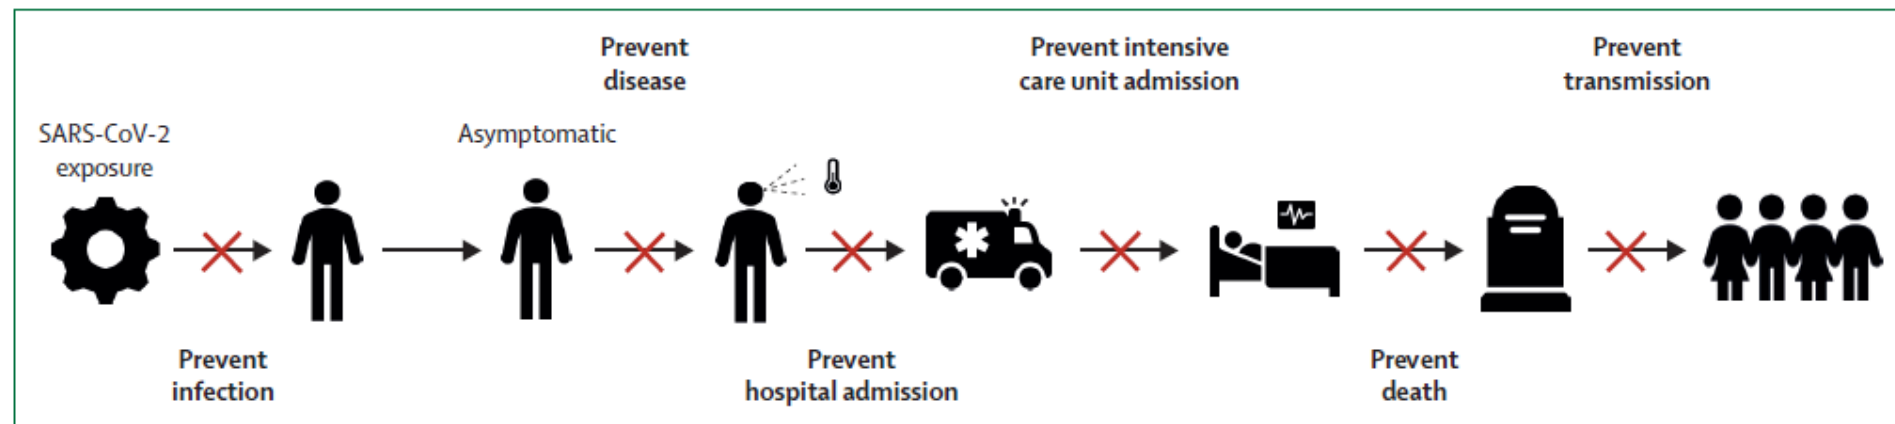 Prevent
disease
Prevent intensive
care unit admission
Prevent
transmission
SARS-CoV-2
exposure
Asymptomatic
Prevent
infection
Prevent
hospital admission
Prevent
death